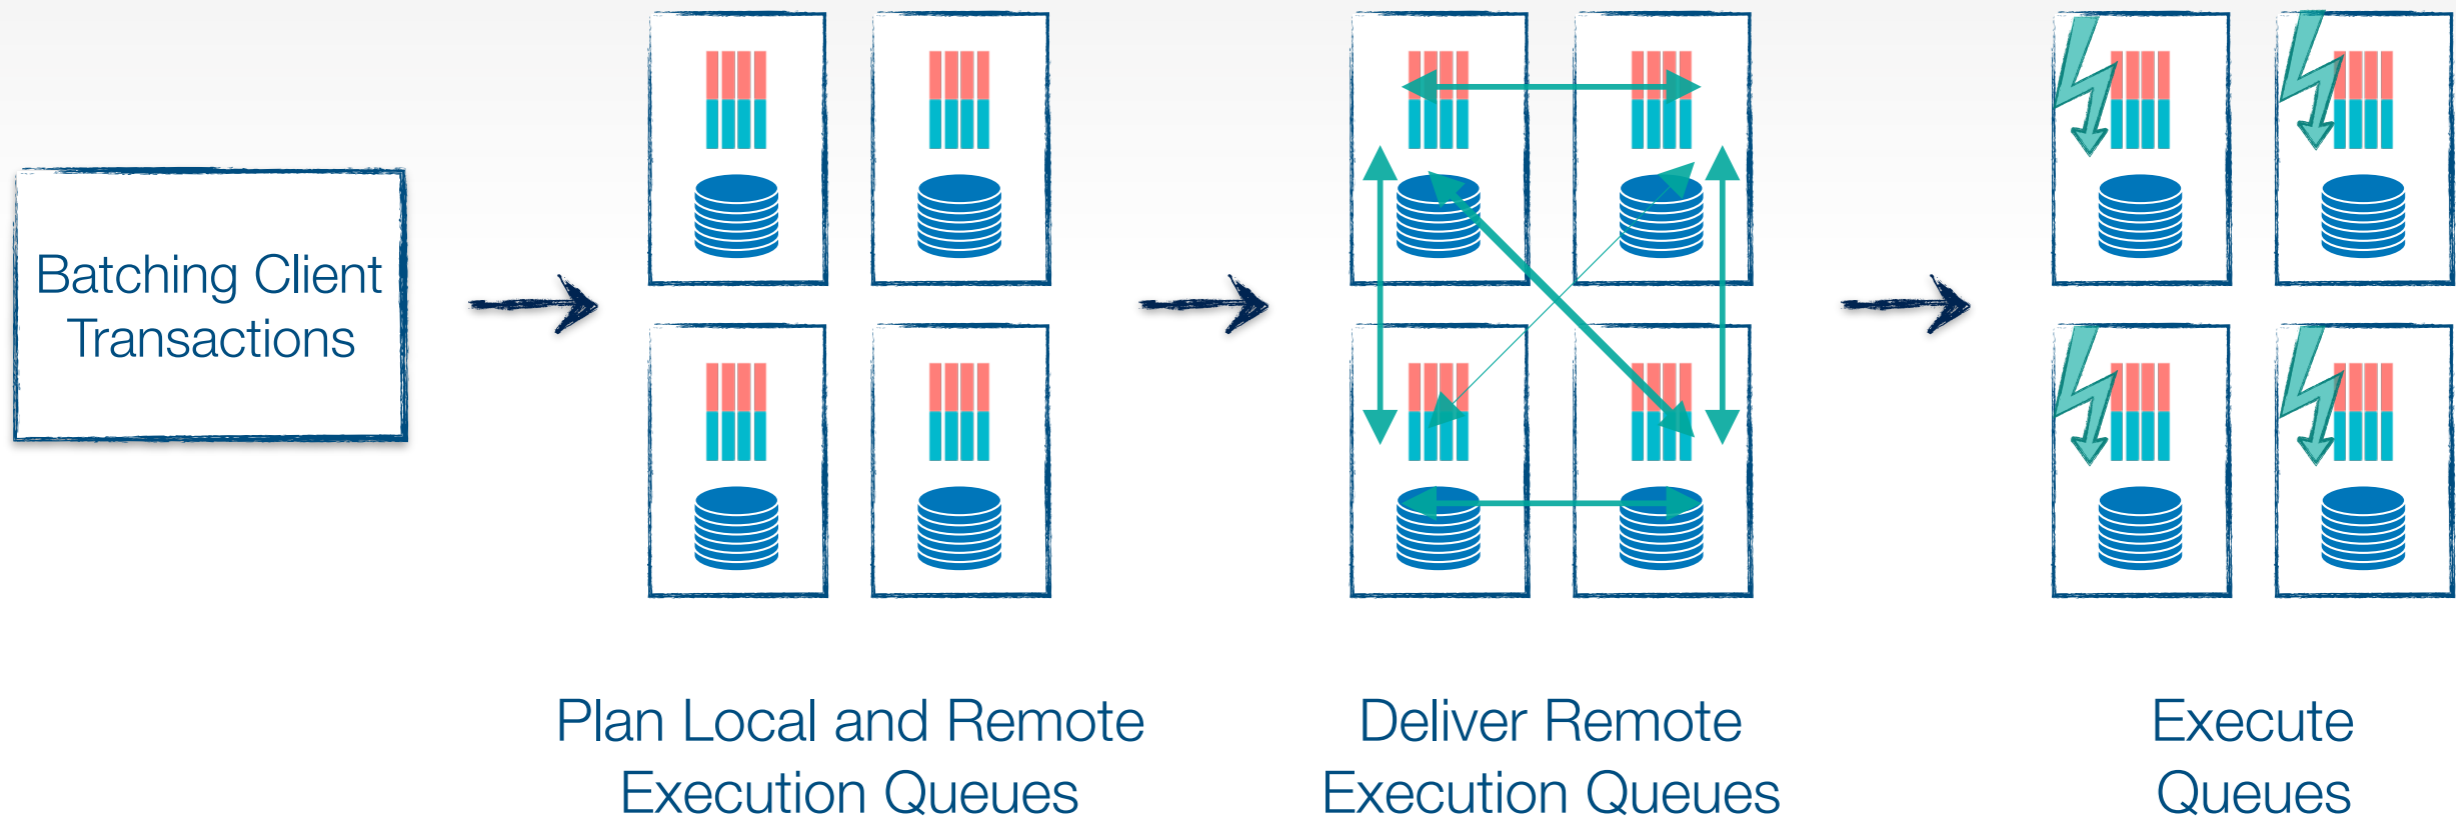 Batching Client
Transactions
Plan Local and Remote
Execution Queues
Deliver Remote
Execution Queues
Execute
Queues